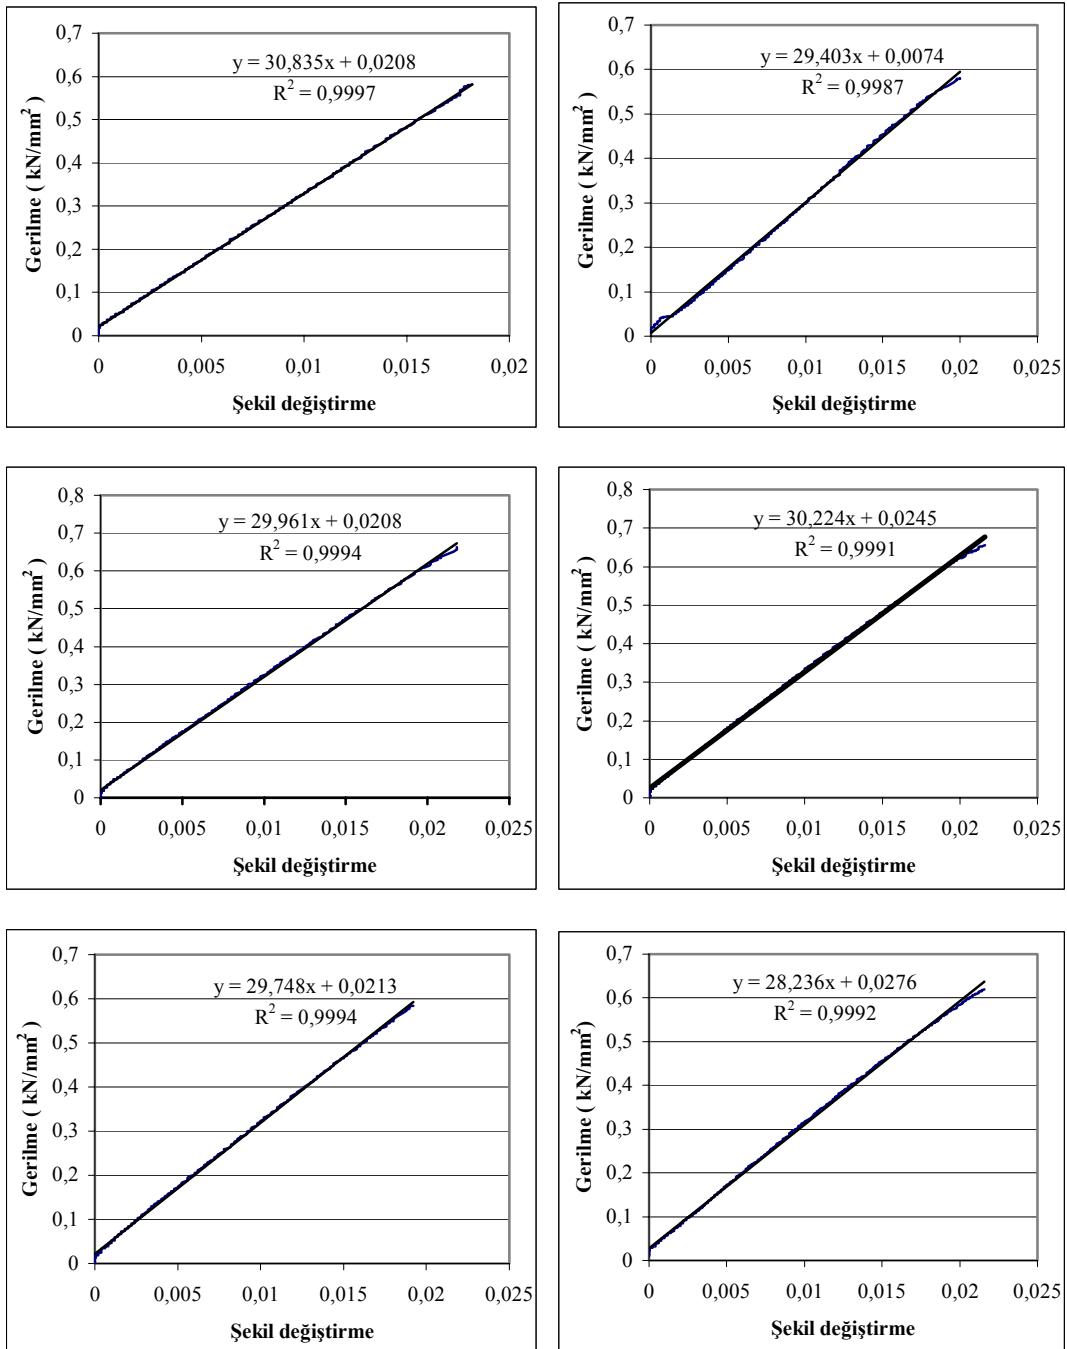 y = 30,835x + 0,0208
R² = 0,9997
0,7
0,6
0,5
0,4
0,3
0,2
0,1
0
0 0,005 0,01 0,015 0,02
Gerilme ( kN/mm² )
Şekil değiştirme
y = 29,403x + 0,0074
R² = 0,9987
0,7
0,6
0,5
0,4
0,3
0,2
0,1
0
0 0,005 0,01 0,015 0,02 0,025
Gerilme ( kN/mm² )
Şekil değiştirme
y = 29,961x + 0,0208
R² = 0,9994
0,8
0,7
0,6
0,5
0,4
0,3
0,2
0,1
0
0 0,005 0,01 0,015 0,02 0,025
Gerilme ( kN/mm² )
Şekil değiştirme
y = 30,224x + 0,0245
R² = 0,9991
0,8
0,7
0,6
0,5
0,4
0,3
0,2
0,1
0
0 0,005 0,01 0,015 0,02 0,025
Gerilme ( kN/mm² )
Şekil değiştirme
y = 29,748x + 0,0213
R² = 0,9994
0,7
0,6
0,5
0,4
0,3
0,2
0,1
0
0 0,005 0,01 0,015 0,02 0,025
Gerilme ( kN/mm² )
Şekil değiştirme
y = 28,236x + 0,0276
R² = 0,9992
0,7
0,6
0,5
0,4
0,3
0,2
0,1
0
0 0,005 0,01 0,015 0,02 0,025
Gerilme ( kN/mm²)
Şekil değiştirme